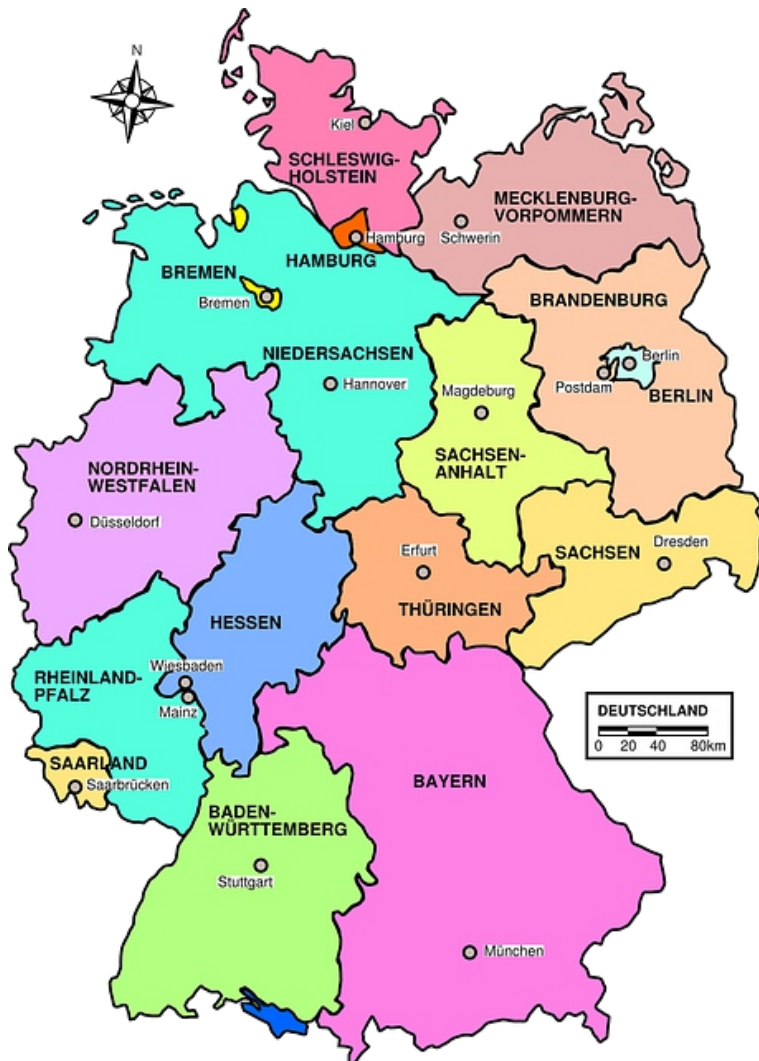 N
Kiel
SCHLESWIG-
HOLSTEIN
MECKLENBURG-
VORPOMMERN
Hamburg
Schwerin
HAMBURG
BREMEN
Bremen
BRANDENBURG
NIEDERSACHSEN
Hannover
Berlin
Postdam
BERLIN
Magdeburg
SACHSEN-
ANHALT
NORDRHEIN-
WESTFALEN
Düsseldorf
Erfurt
SACHSEN
Dresden
THÜRINGEN
HESSEN
Wiesbaden
RHEINLAND-
PFALZ
Mainz
DEUTSCHLAND
0 20 40 80km
SAARLAND
Saarbrücken
BAYERN
BADEN-
WÜRTTEMBERG
Stuttgart
München